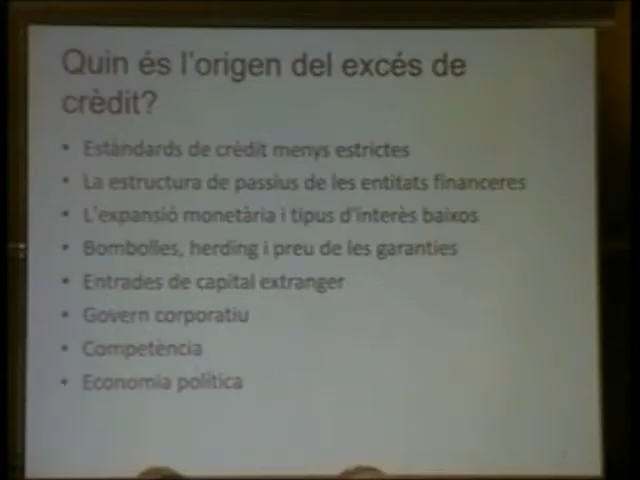 Quin és l'origen del excés de
crèdit?
• Estàndards de crèdit menys estrictes
• La estructura de passius de les entitats financeres
• L'expansió monetària i tipus d'interès baixos
• Bombolles, herding i preu de les garanties
• Entrades de capital extranger
• Govern corporatiu
• Competència
• Economia política